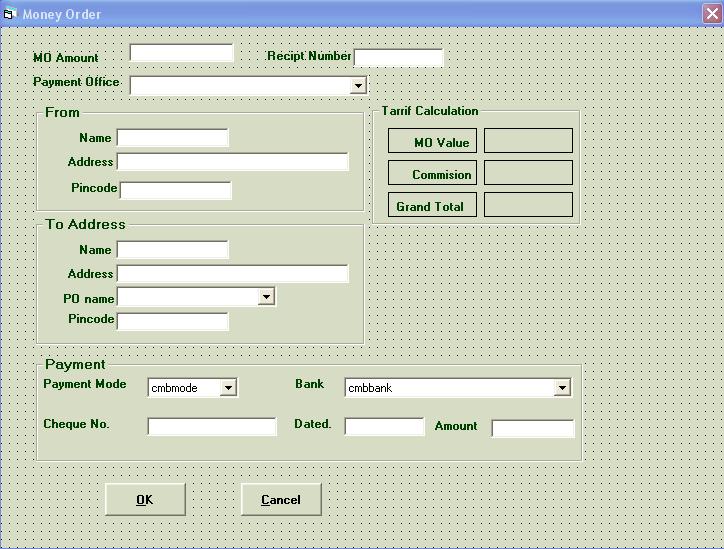 Money Order
MO Amount Recipt Number
Payment Office
From
Name
Address
Pincode
Tarrif Calculation
MO Value
Commision
Grand Total
To Address
Name
Address
PO name
Pincode
Payment
Payment Mode cmbmode Bank cmbbank
Cheque No. Dated. Amount
OK Cancel